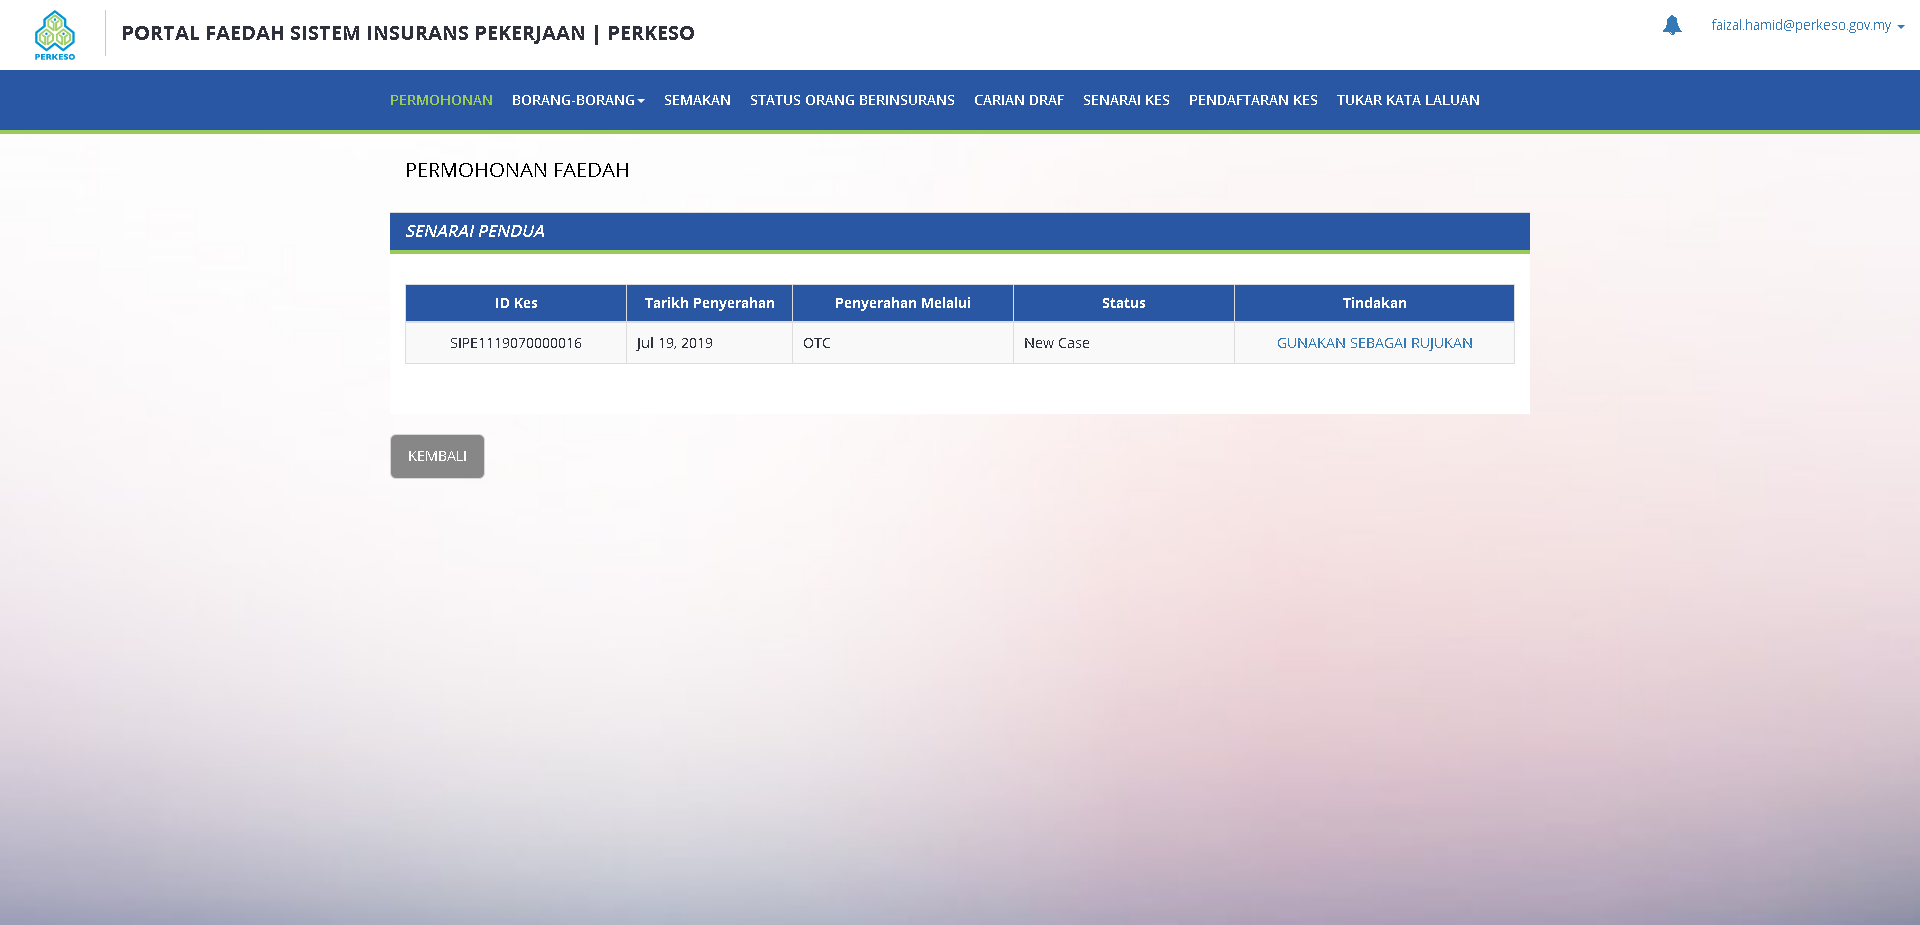 PERKESO
PORTAL FAEDAH SISTEM INSURANS PEKERJAAN | PERKESO
faizal.hamid@perkeso.gov.my
PERMOHONAN BORANG-BORANG SEMAKAN STATUS ORANG BERINSURANS CARIAN DRAF SENARAI KES PENDAFTARAN KES TUKAR KATA LALUAN
PERMOHONAN FAEDAH
SENARAI PENDUA
ID Kes Tarikh Penyerahan Penyerahan Melalui Status Tindakan
SIPE1119070000016 Jul 19, 2019 OTC New Case GUNAKAN SEBAGAI RUJUKAN
KEMBALI